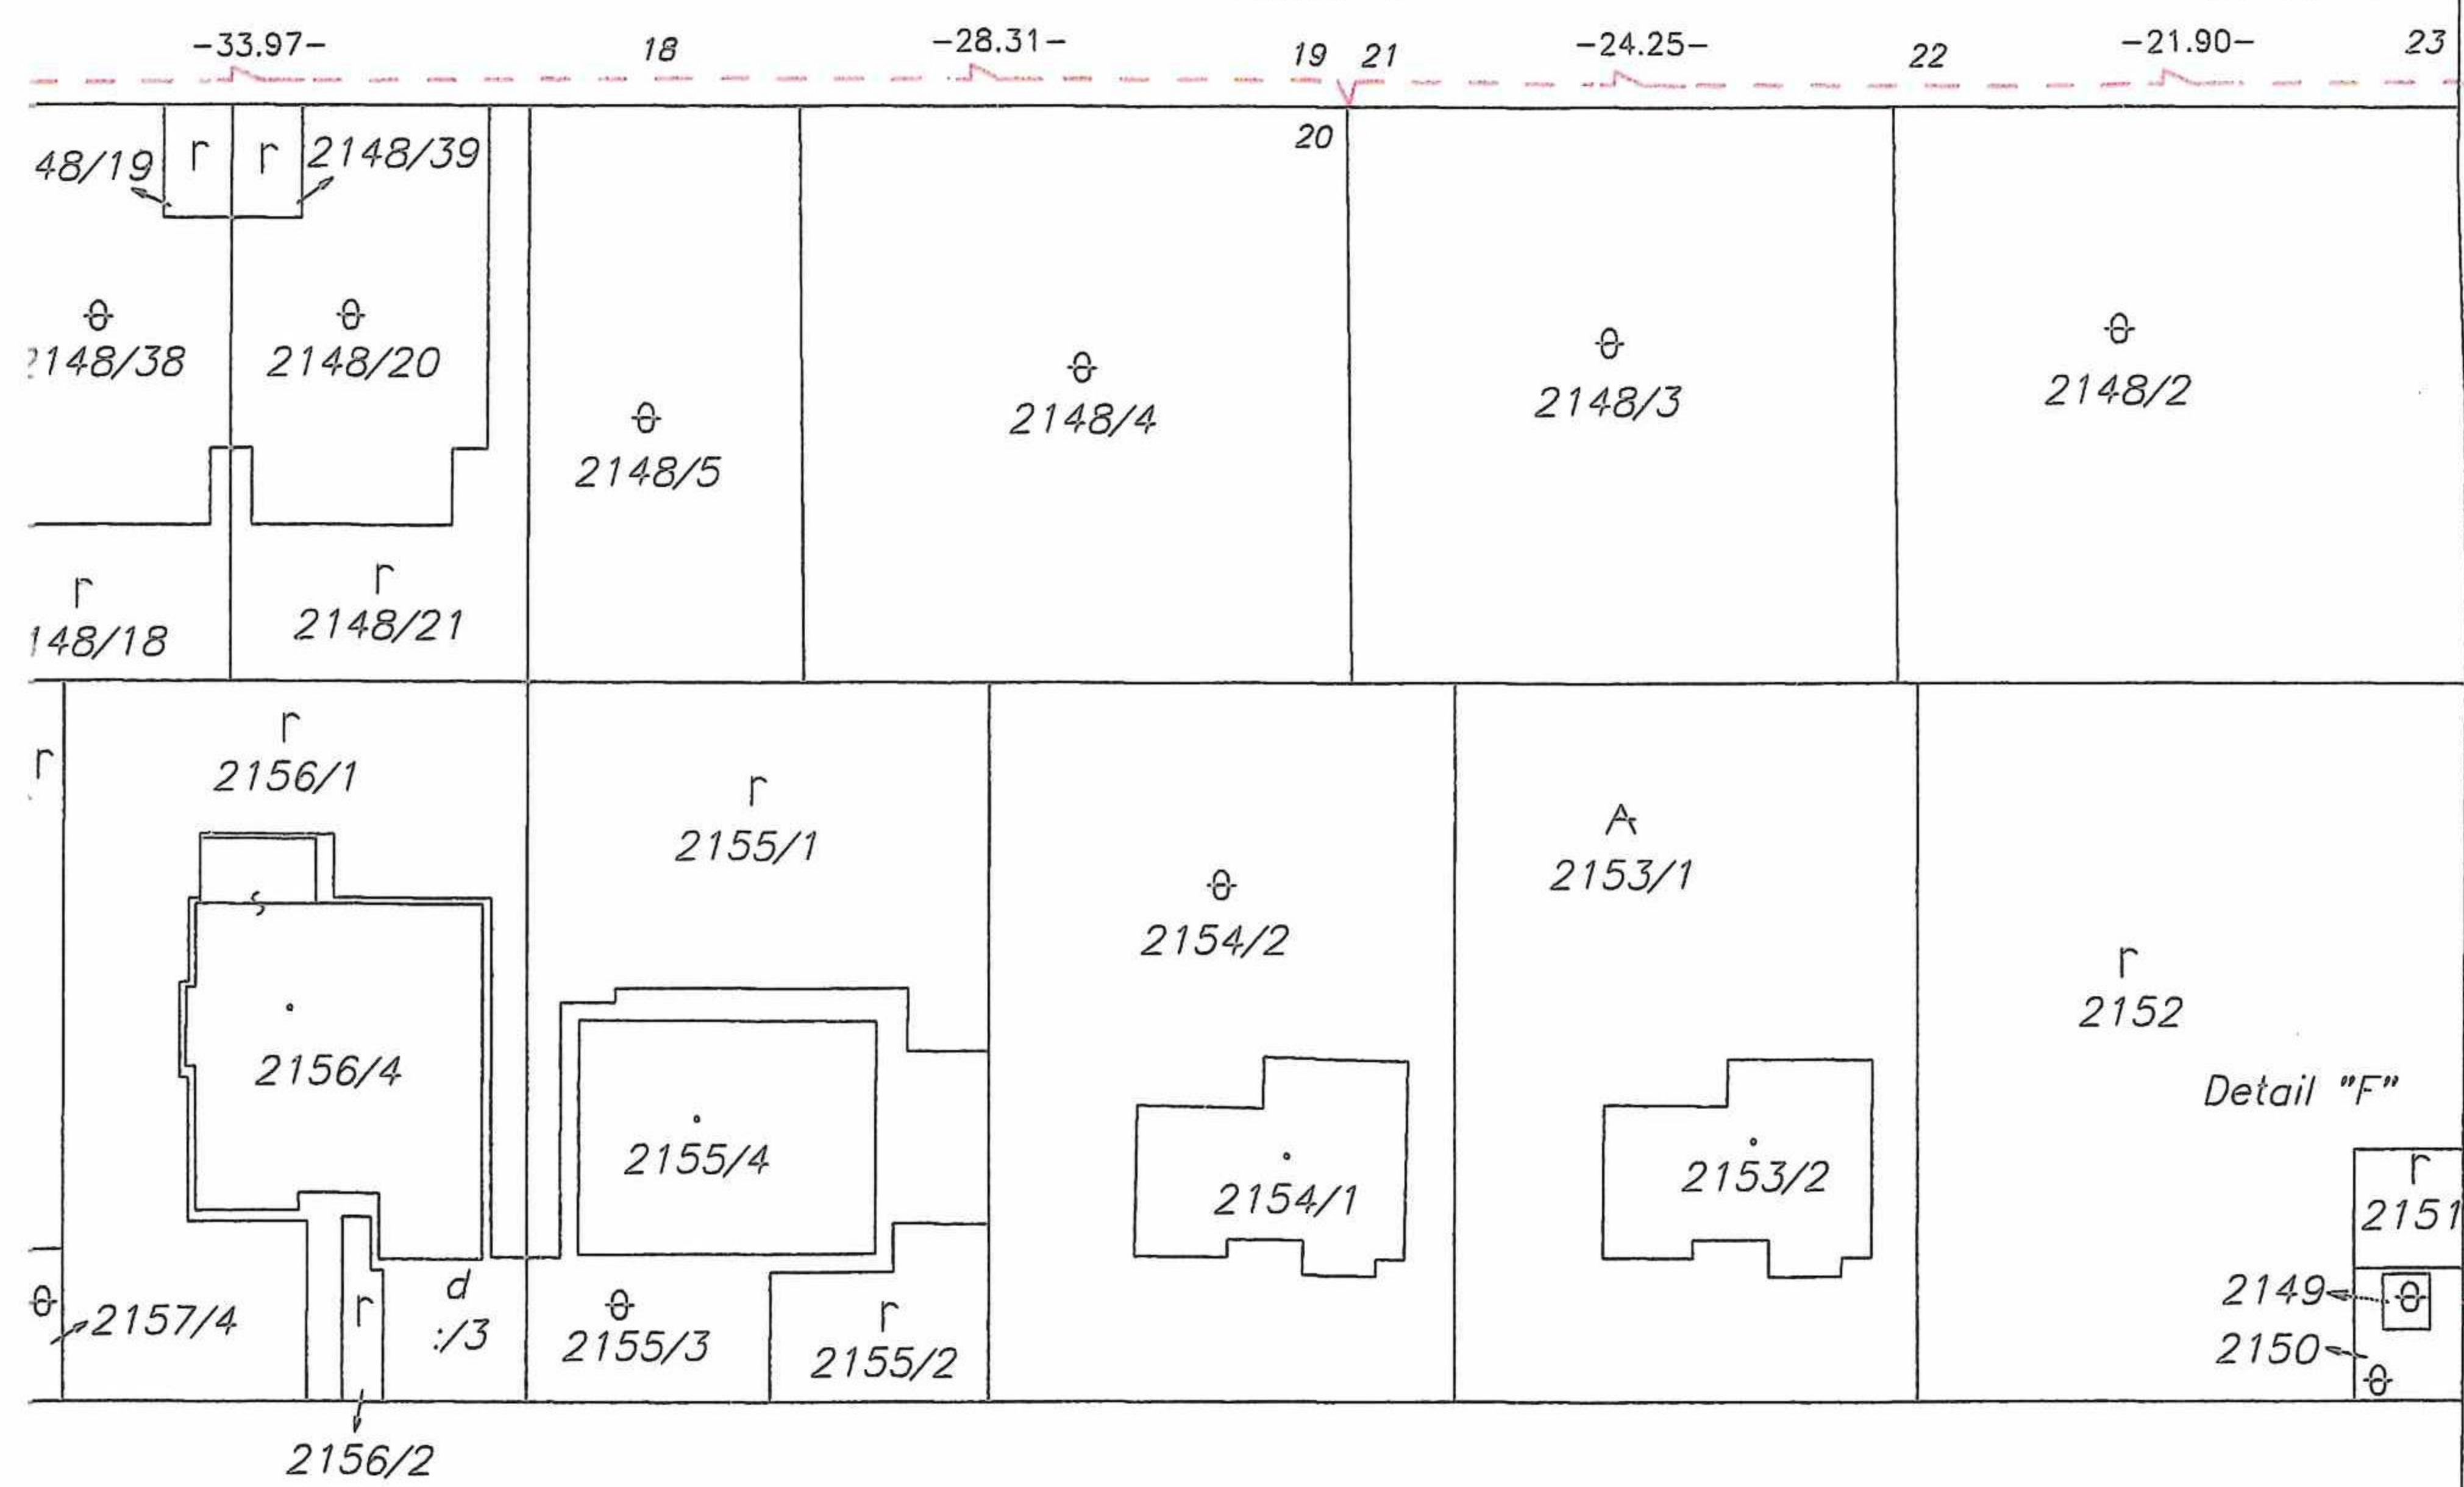 -33.97- 18 -28.31- 19 21 -24.25- 22 -21.90- 23
20
48/19 r r 2148/39
θ θ θ θ θ θ
2148/38 2148/20 2148/5 2148/4 2148/3 2148/2
r r
148/18 2148/21
r r r A
2156/1 2155/1 2153/1
θ
2154/2
r
2152
Detail "F"
2156/4 2155/4 2154/1 2153/2
r
2151
θ 2157/4 r d
:/3
θ
2155/3
r
2155/2
2149 θ
2150 θ
2156/2